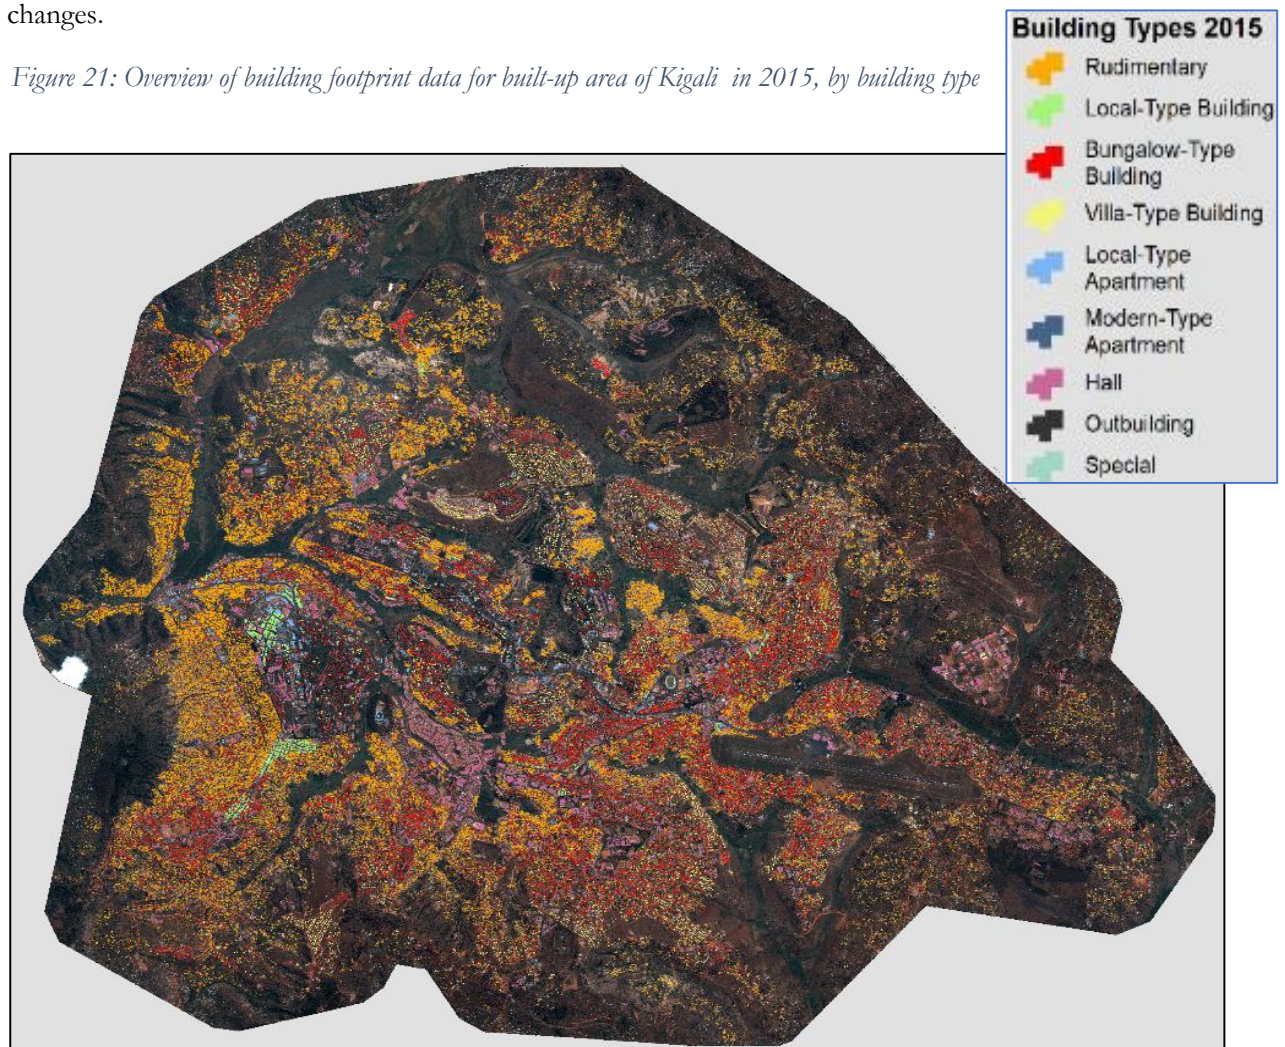 changes.
Figure 21: Overview of building footprint data for built-up area of Kigali in 2015, by building type
Building Types 2015
Rudimentary
Local-Type Building
Bungalow-Type
Building
Villa-Type Building
Local-Type
Apartment
Modern-Type
Apartment
Hall
Outbuilding
Special